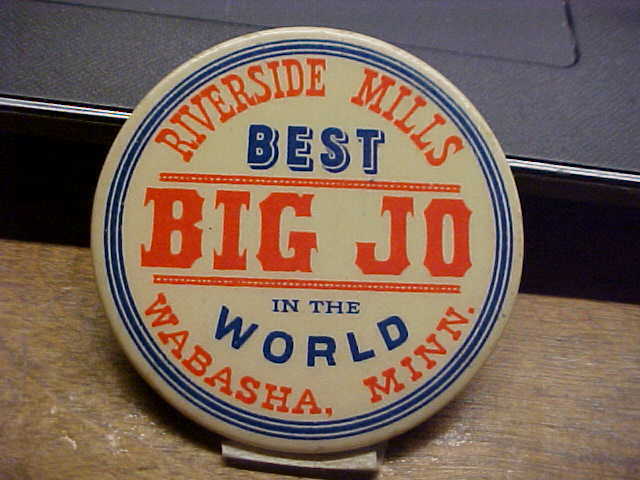 RIVERSIDE MILLS
BEST
BIG JO
IN THE
WORLD
WABASHA, MINN.